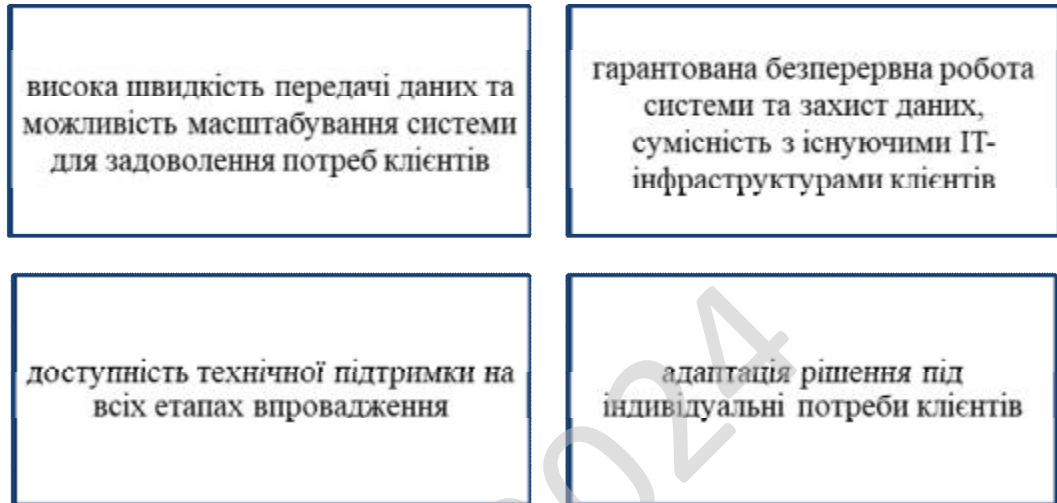 висока швидкість передачі даних та
можливість масштабування системи
для задоволення потреб клієнтів
гарантована безперервна робота
системи та захист даних,
сумісність з існуючими ІТ-
інфраструктурами клієнтів
доступність технічної підтримки на
всіх етапах впровадження
адаптація рішення під
індивідуальні потреби клієнтів
2024